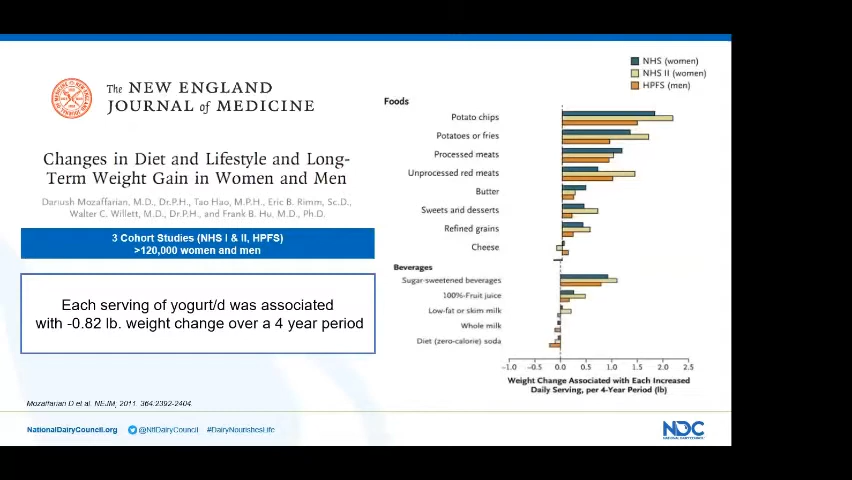 The NEW ENGLAND
JOURNAL of MEDICINE
Changes in Diet and Lifestyle and Long-
Term Weight Gain in Women and Men
Dariush Mozaffarian, M.D., Dr.P.H., Tao Hao, M.P.H., Eric B. Rimm, Sc.D.,
Walter C. Willett, M.D., Dr.P.H., and Frank B. Hu, M.D., Ph.D.
3 Cohort Studies (NHS I & II, HPFS)
>120,000 women and men
Each serving of yogurt/d was associated
with -0.82 lb. weight change over a 4 year period
NHS (women)
NHS II (women)
HPFS (men)
Foods
Potato chips
Potatoes or fries
Processed meats
Unprocessed red meats
Butter
Sweets and desserts
Refined grains
Cheese
Beverages
Sugar-sweetened beverages
100%-Fruit juice
Low-fat or skim milk
Whole milk
Diet (zero-calorie) soda
-1.0 -0.5 0.0 0.5 1.0 1.5 2.0 2.5
Weight Change Associated with Each Increased
Daily Serving, per 4-Year Period (lb)
Mozaffarian D et al. NEJM, 2011. 364:2392-2404.
NationalDairyCouncil.org @NtlDairyCouncil #DairyNourishesLife
NDC